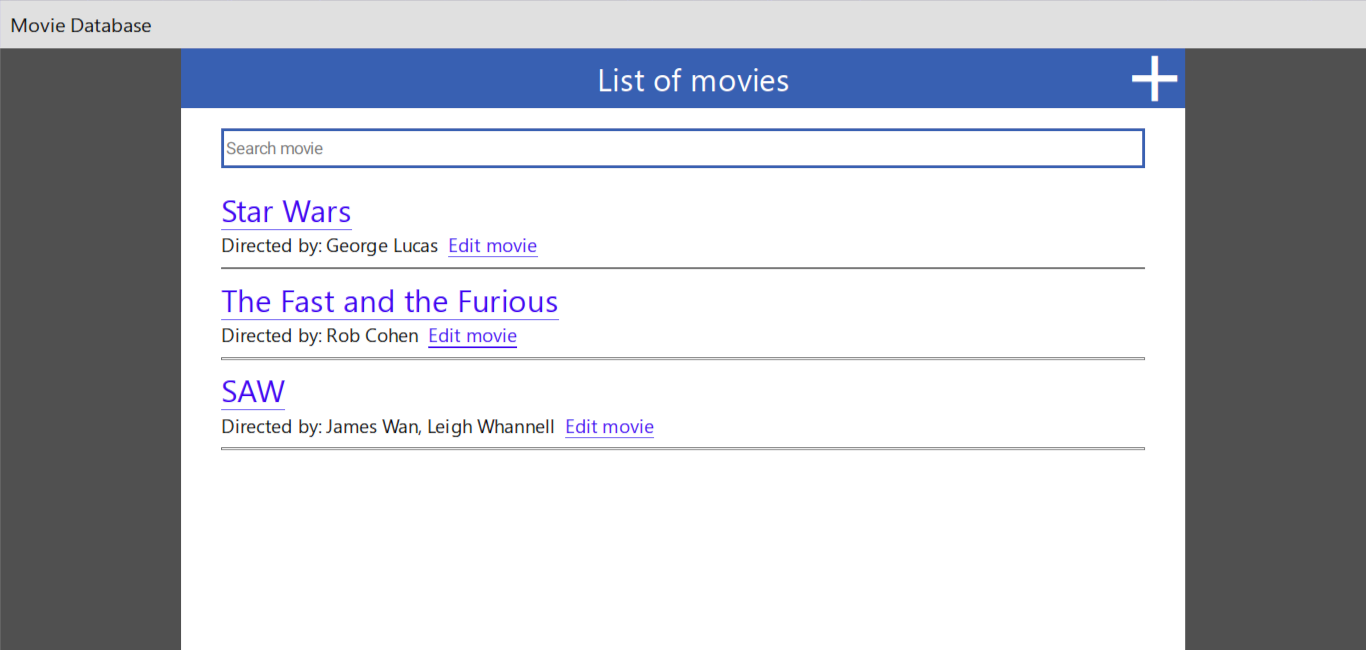 Movie Database
List of movies
Search movie
Star Wars
Directed by: George Lucas Edit movie
The Fast and the Furious
Directed by: Rob Cohen Edit movie
SAW
Directed by: James Wan, Leigh Whannell Edit movie